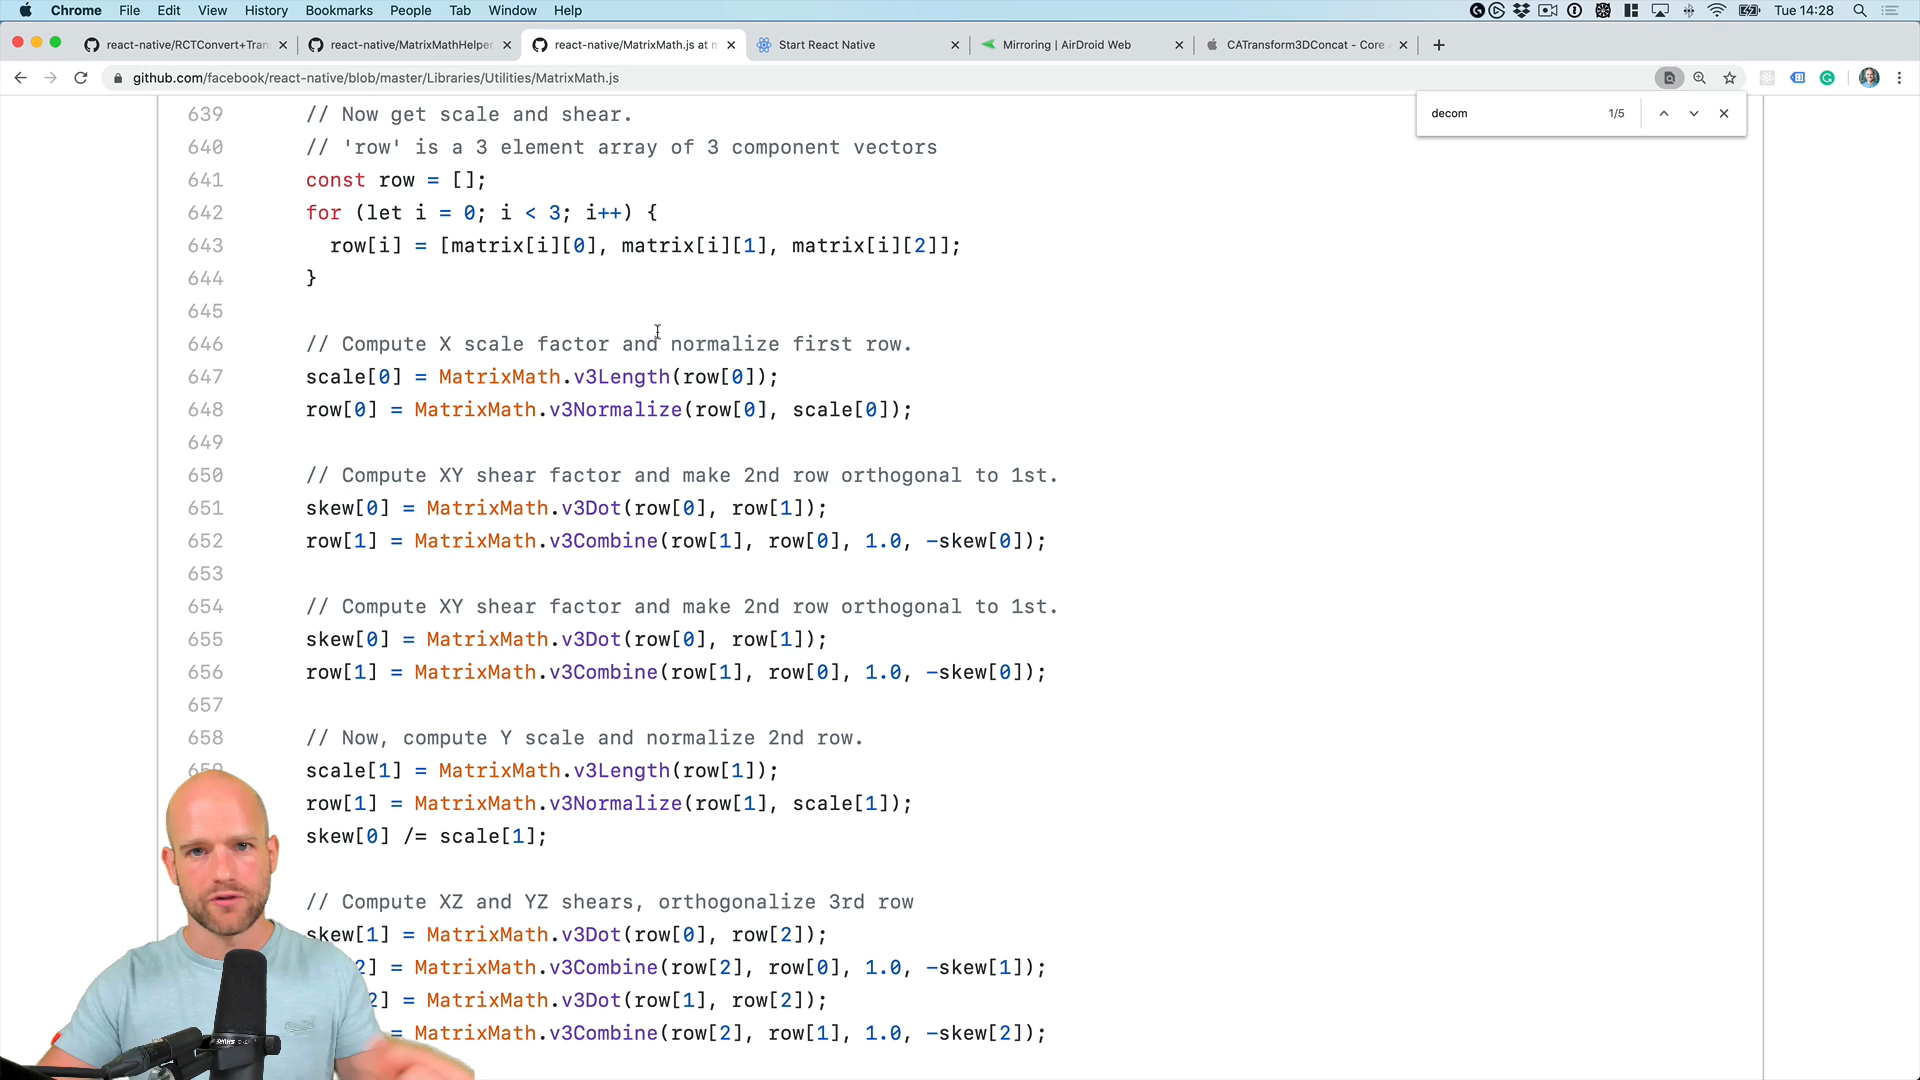 Chrome File Edit View History Bookmarks People Tab Window Help Tue 14:28
react-native/RCTConvert+Tran react-native/MatrixMathHelper react-native/MatrixMath.js at m Start React Native Mirroring | AirDroid Web CATransform3DConcat - Core
github.com/facebook/react-native/blob/master/Libraries/Utilities/MatrixMath.js
decom 1/5
639 // Now get scale and shear.
640 // 'row' is a 3 element array of 3 component vectors
641 const row = [];
642 for (let i = 0; i < 3; i++) {
643 row[i] = [matrix[i][0], matrix[i][1], matrix[i][2]];
644 }
645
646 // Compute X scale factor and normalize first row.
647 scale[0] = MatrixMath.v3Length(row[0]);
648 row[0] = MatrixMath.v3Normalize(row[0], scale[0]);
649
650 // Compute XY shear factor and make 2nd row orthogonal to 1st.
651 skew[0] = MatrixMath.v3Dot(row[0], row[1]);
652 row[1] = MatrixMath.v3Combine(row[1], row[0], 1.0, -skew[0]);
653
654 // Compute XY shear factor and make 2nd row orthogonal to 1st.
655 skew[0] = MatrixMath.v3Dot(row[0], row[1]);
656 row[1] = MatrixMath.v3Combine(row[1], row[0], 1.0, -skew[0]);
657
658 // Now, compute Y scale and normalize 2nd row.
659 scale[1] = MatrixMath.v3Length(row[1]);
row[1] = MatrixMath.v3Normalize(row[1], scale[1]);
skew[0] /= scale[1];
// Compute XZ and YZ shears, orthogonalize 3rd row
skew[1] = MatrixMath.v3Dot(row[0], row[2]);
2] = MatrixMath.v3Combine(row[2], row[0], 1.0, -skew[1]);
2] = MatrixMath.v3Dot(row[1], row[2]);
= MatrixMath.v3Combine(row[2], row[1], 1.0, -skew[2]);